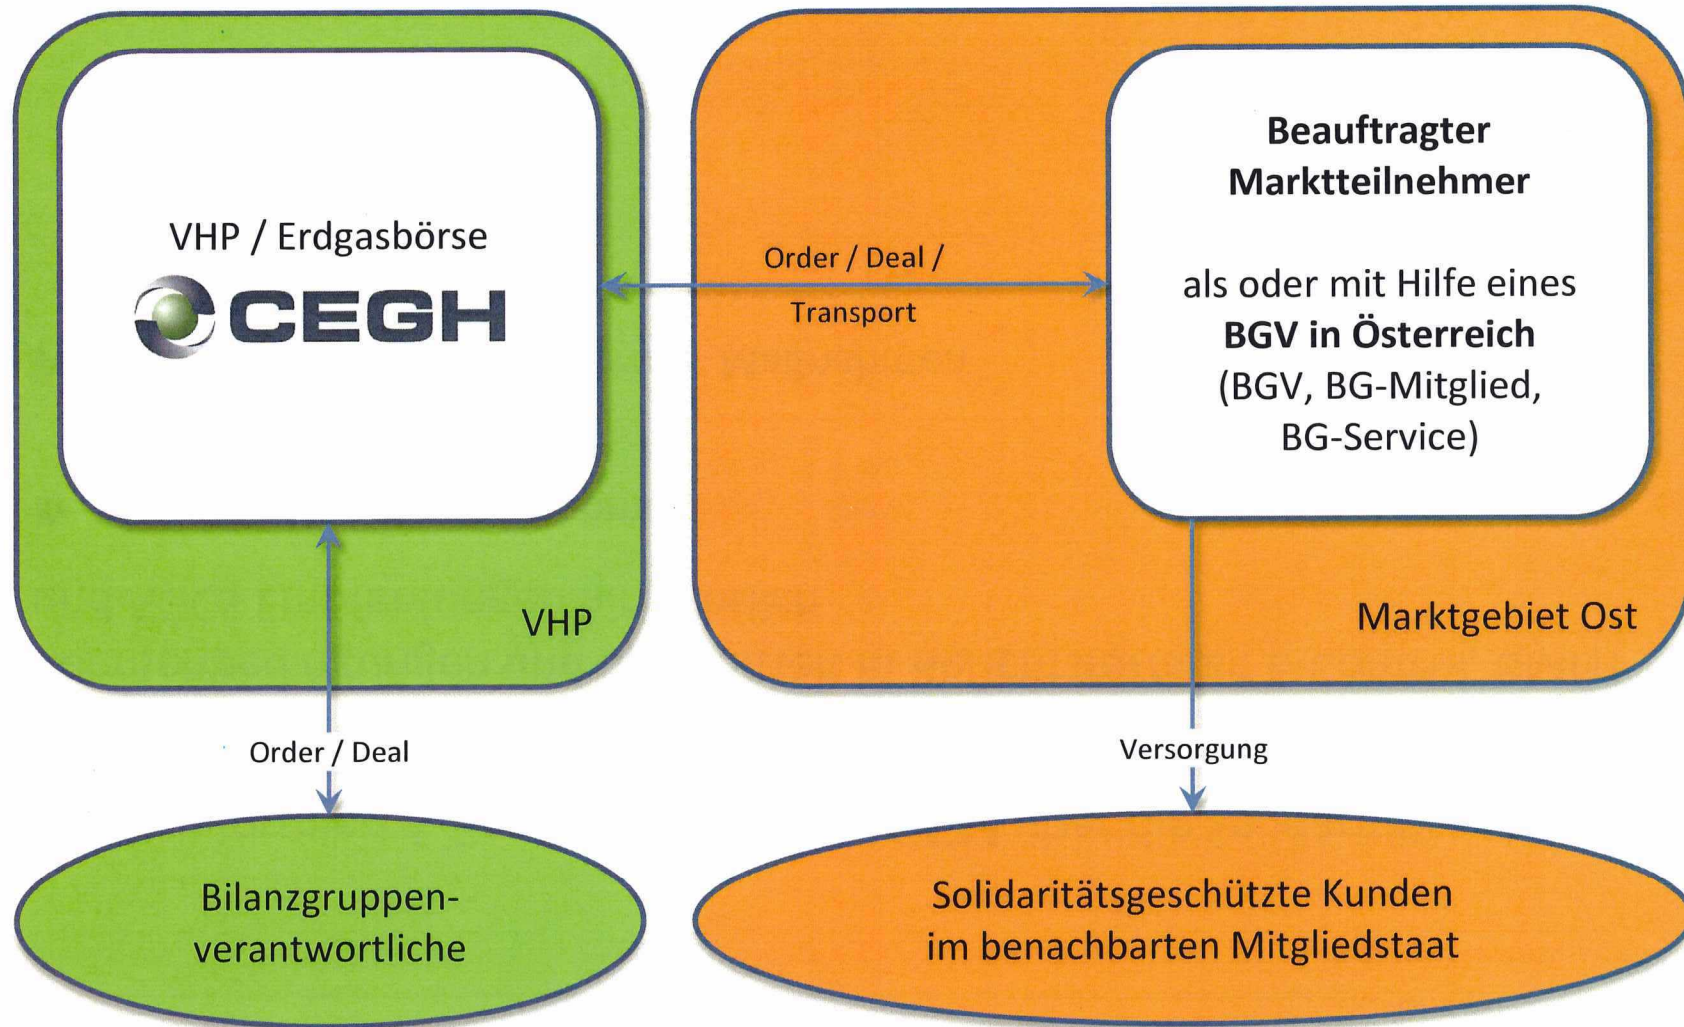 VHP / Erdgasbörse
CEGH
VHP
Order / Deal /
Transport
Beauftragter
Marktteilnehmer
als oder mit Hilfe eines
BGV in Österreich
(BGV, BG-Mitglied,
BG-Service)
Marktgebiet Ost
Order / Deal
Versorgung
Bilanzgruppen-
verantwortliche
Solidaritätsgeschützte Kunden
im benachbarten Mitgliedstaat